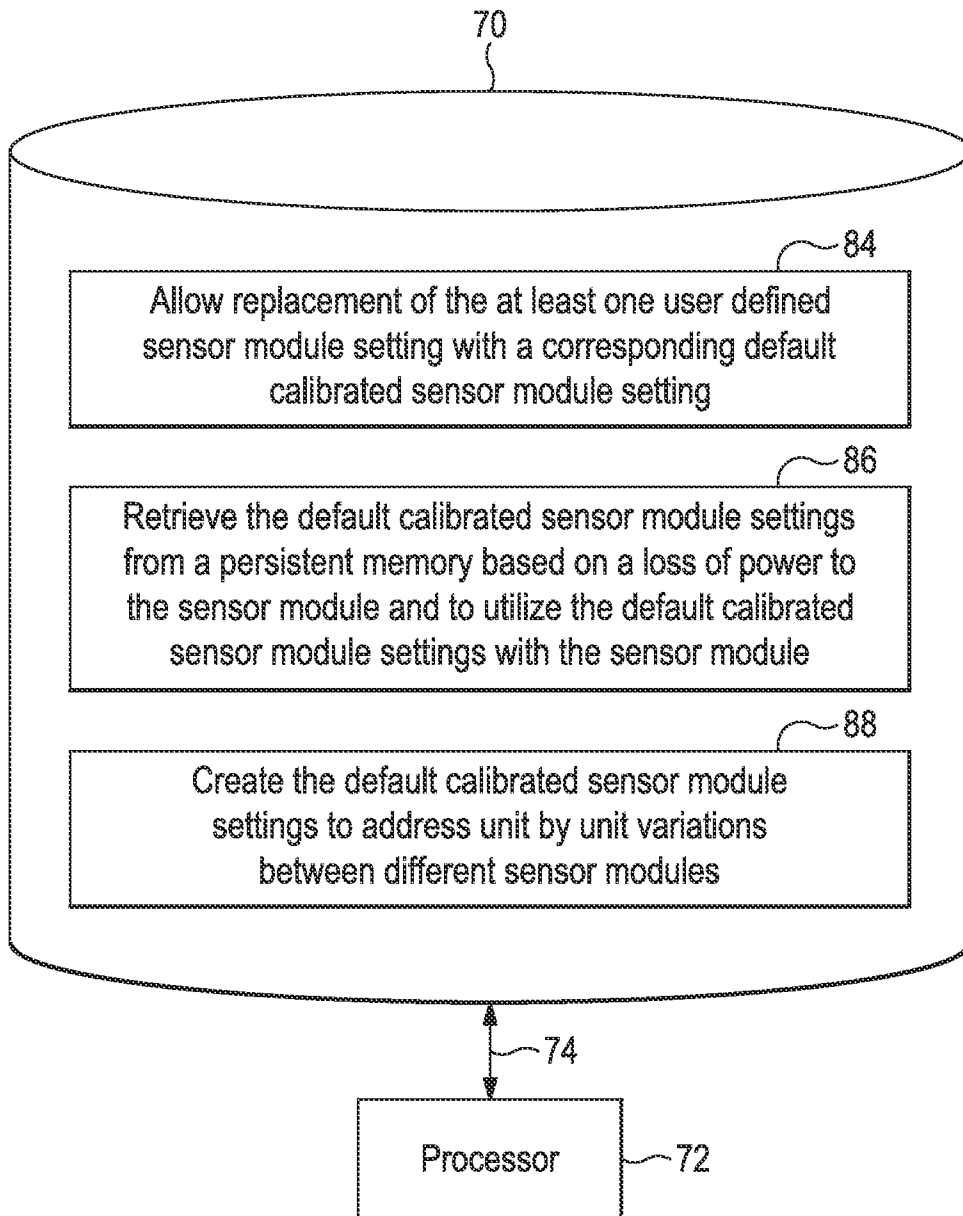 70
84
Allow replacement of the at least one user defined
sensor module setting with a corresponding default
calibrated sensor module setting
86
Retrieve the default calibrated sensor module settings
from a persistent memory based on a loss of power to
the sensor module and to utilize the default calibrated
sensor module settings with the sensor module
88
Create the default calibrated sensor module
settings to address unit by unit variations
between different sensor modules
74
Processor
72